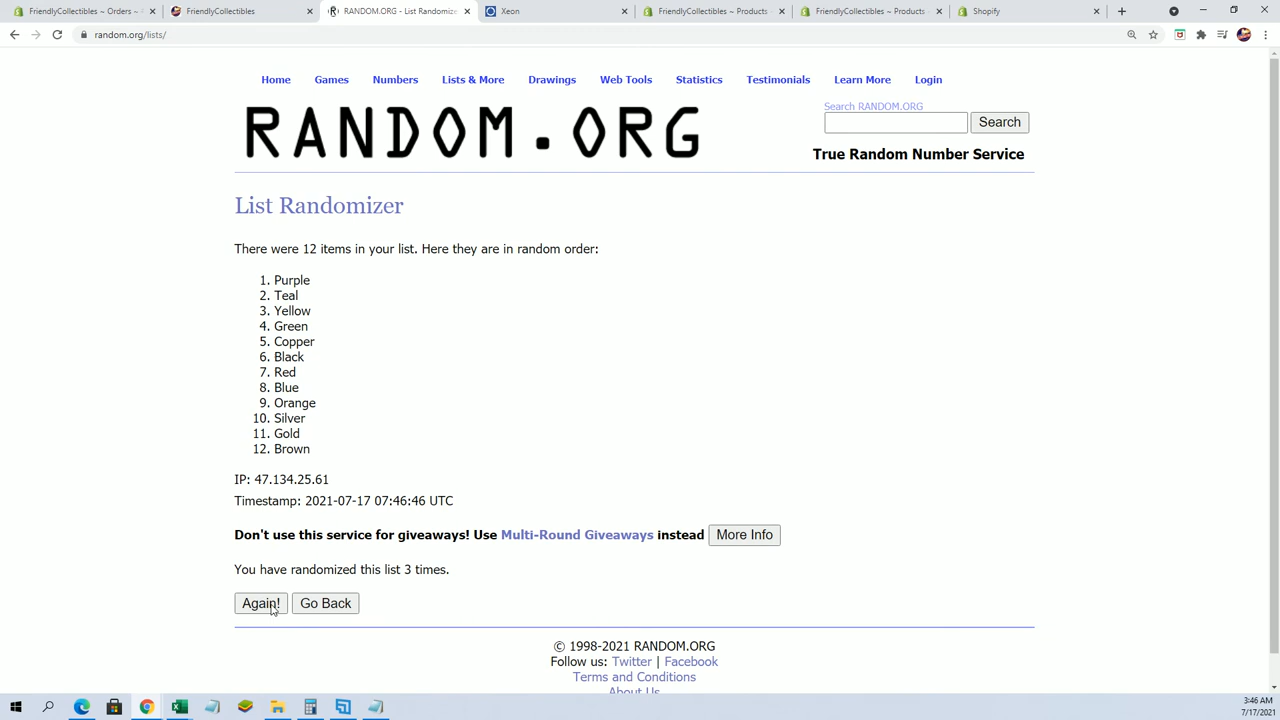 FriendlyCollectibles ~ Orders ~
FriendlyCollectibles
RANDOM.ORG - List Randomize
Xeon
FriendlyCollectibles ~ Products
FriendlyCollectibles ~ Products
Shopify
random.org/lists/
Home Games Numbers Lists & More Drawings Web Tools Statistics Testimonials Learn More Login
RANDOM.ORG
Search RANDOM.ORG
Search
True Random Number Service
List Randomizer
There were 12 items in your list. Here they are in random order:
1. Purple
2. Teal
3. Yellow
4. Green
5. Copper
6. Black
7. Red
8. Blue
9. Orange
10. Silver
11. Gold
12. Brown
IP: 47.134.25.61
Timestamp: 2021-07-17 07:46:46 UTC
Don't use this service for giveaways! Use Multi-Round Giveaways instead More Info
You have randomized this list 3 times.
Again! Go Back
© 1998-2021 RANDOM.ORG
Follow us: Twitter | Facebook
Terms and Conditions
About Us
3:46 AM
7/17/2021